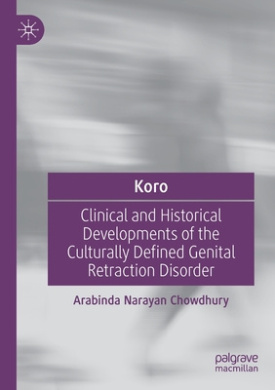 Koro
Clinical and Historical
Developments of the
Culturally Defined Genital
Retraction Disorder
Arabinda Narayan Chowdhury
palgrave
macmillan